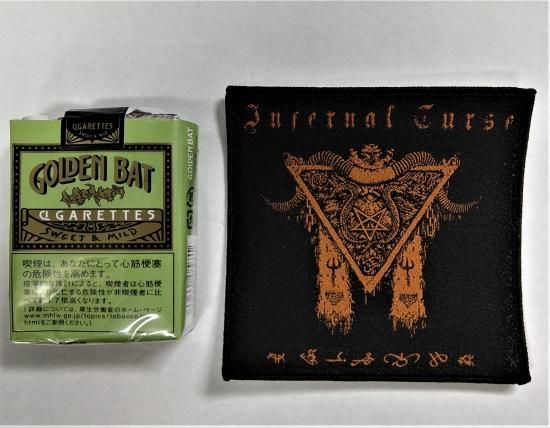 CIGARETTES
SWEET & MILD
GOLDEN BAT
GOLDEN BAT
CIGARETTES
SWEET & MILD
喫煙は、あなたにとって心筋梗塞
の危険性を高めます。
疫学的な推計によると、喫煙者は心筋梗
塞により死亡する危険性が非喫煙者に比
べて約1.7倍高くなります。
(詳細については、厚生労働省のホーム・ページ
www.mhlw.go.jp/topics/tobacco
htmlをご参照ください。)
Infernal Curse